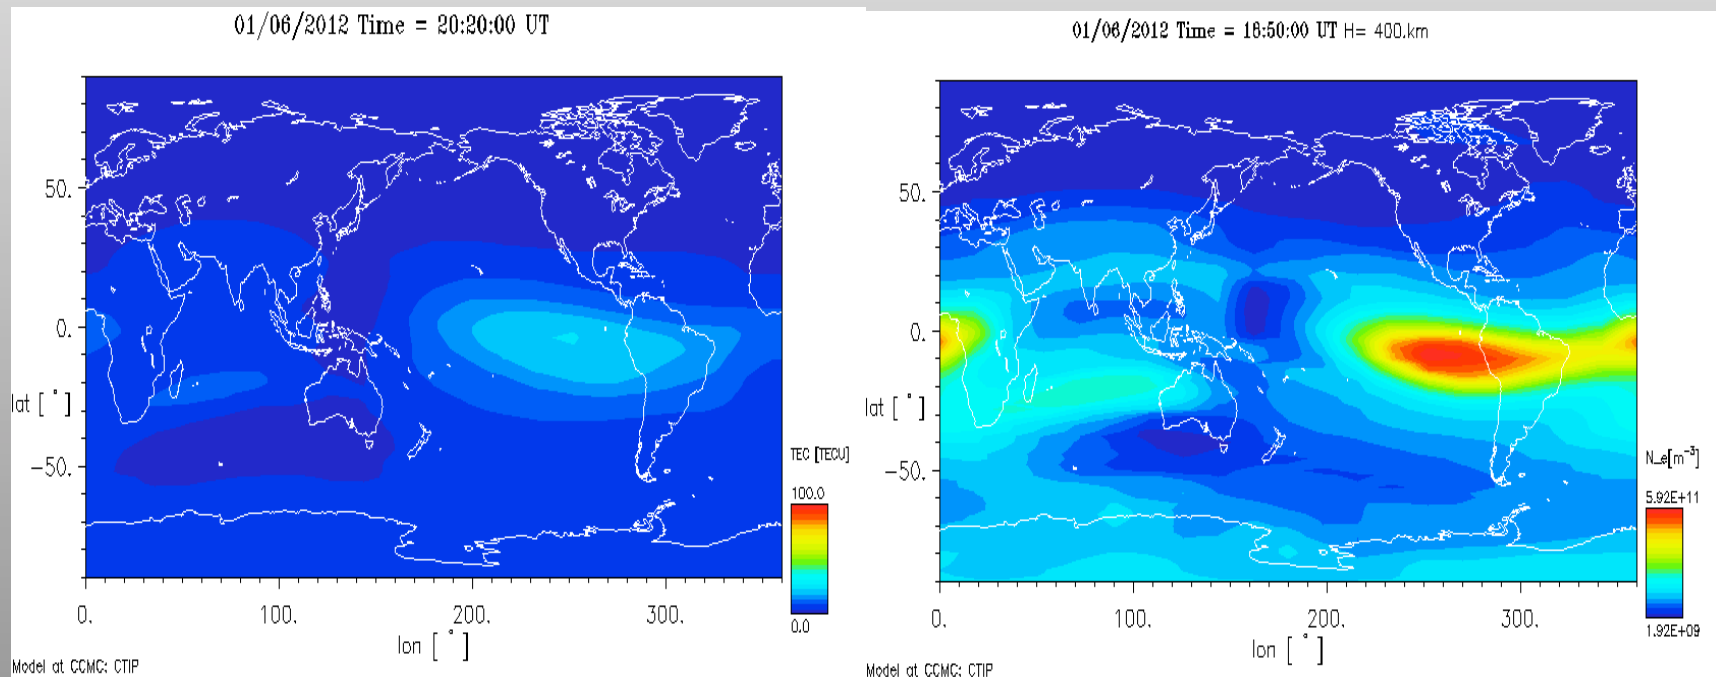 01/06/2012 Time = 20:20:00 UT
50.
0.
-50.
lat [ ° ]
0.
100.
200.
300.
lon [ ° ]
TEC [TECU]
100.0
0.0
Model at CCMC: CTIP
01/06/2012 Time = 18:50:00 UT H= 400.km
50.
0.
-50.
lat [ ° ]
0.
100.
200.
300.
lon [ ° ]
N_e[m⁻³]
5.92E+11
1.92E+09
Model at CCMC: CTIP